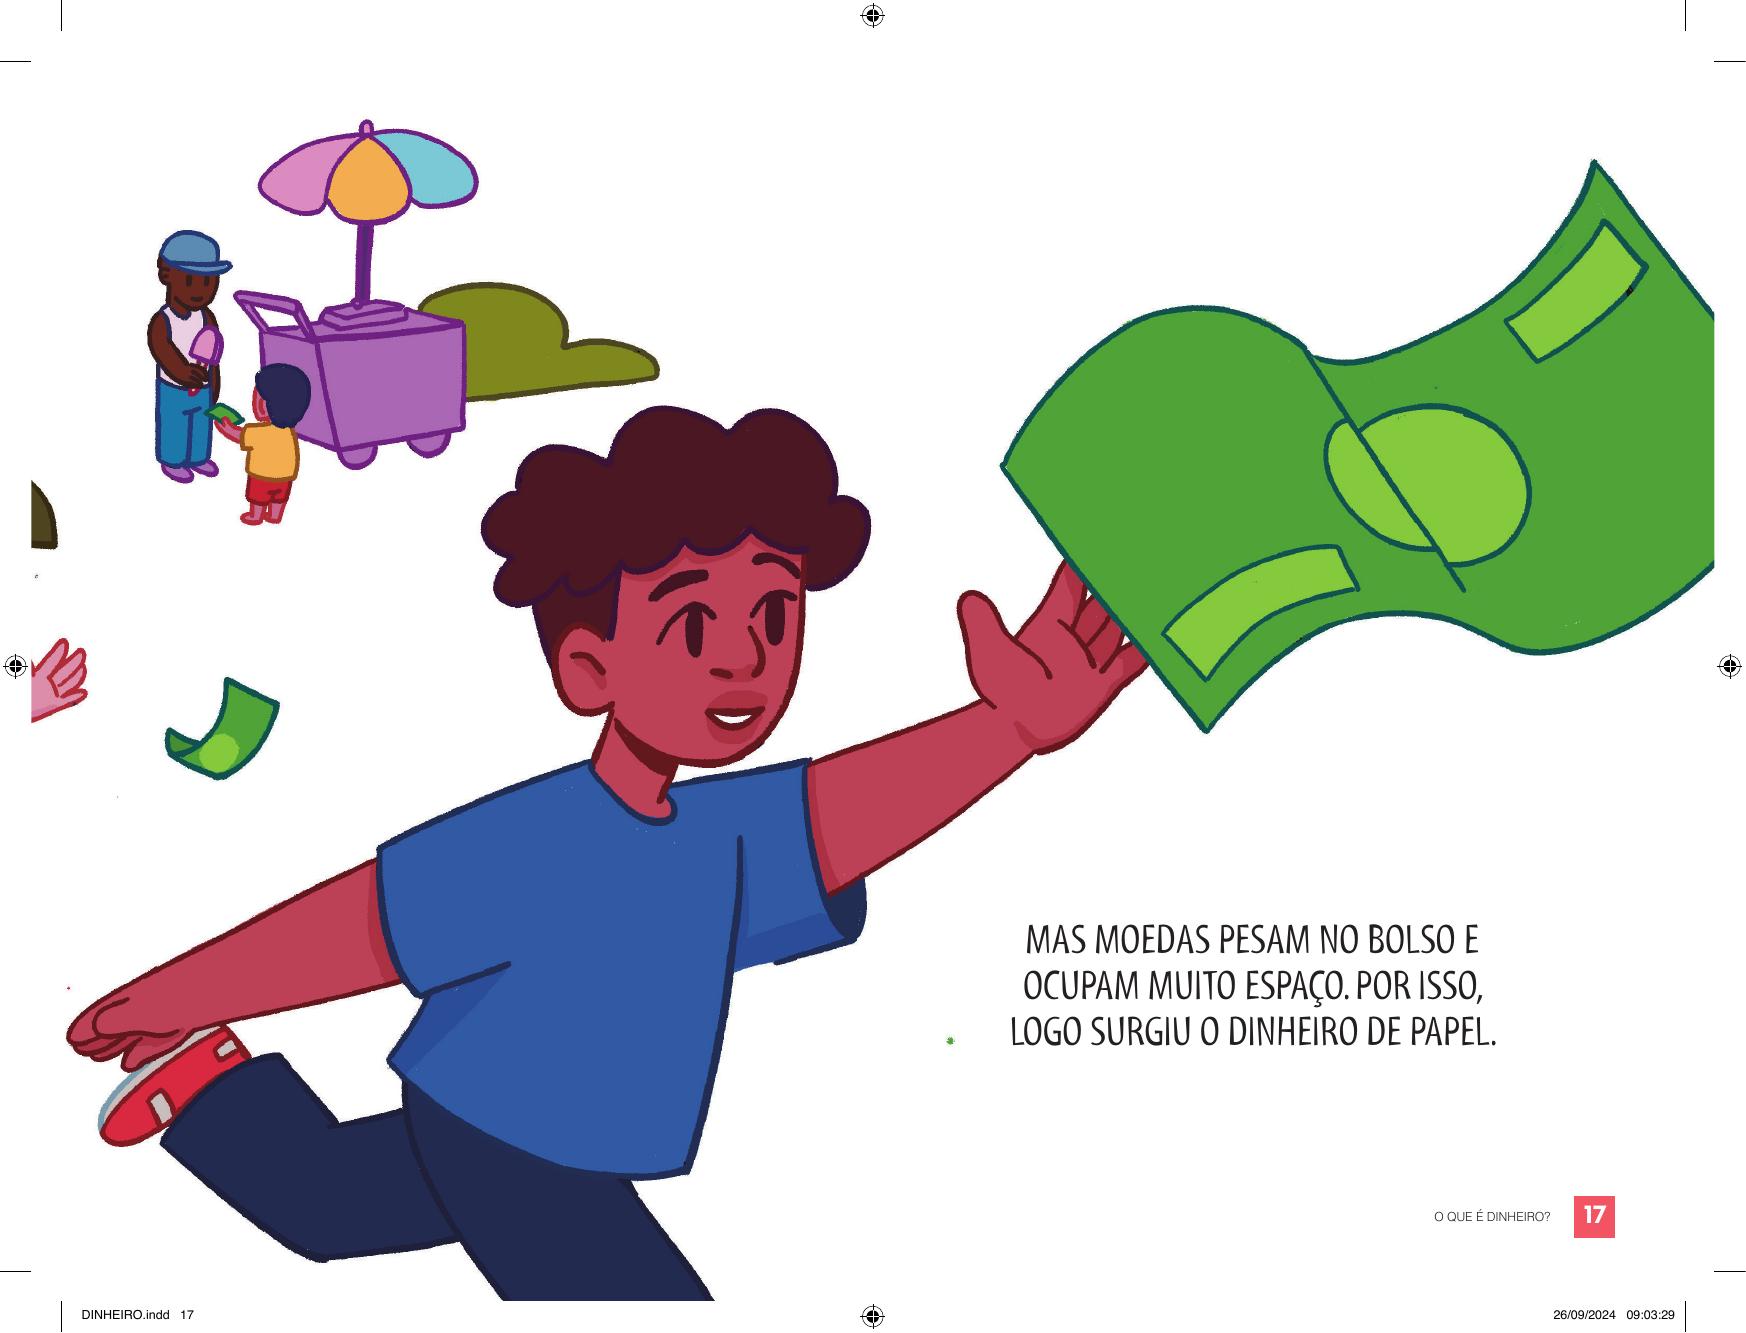 MAS MOEDAS PESAM NO BOLSO E
OCUPAM MUITO ESPAÇO. POR ISSO,
LOGO SURGIU O DINHEIRO DE PAPEL.
O QUE É DINHEIRO? 17
DINHEIRO.indd 17 26/09/2024 09:03:29